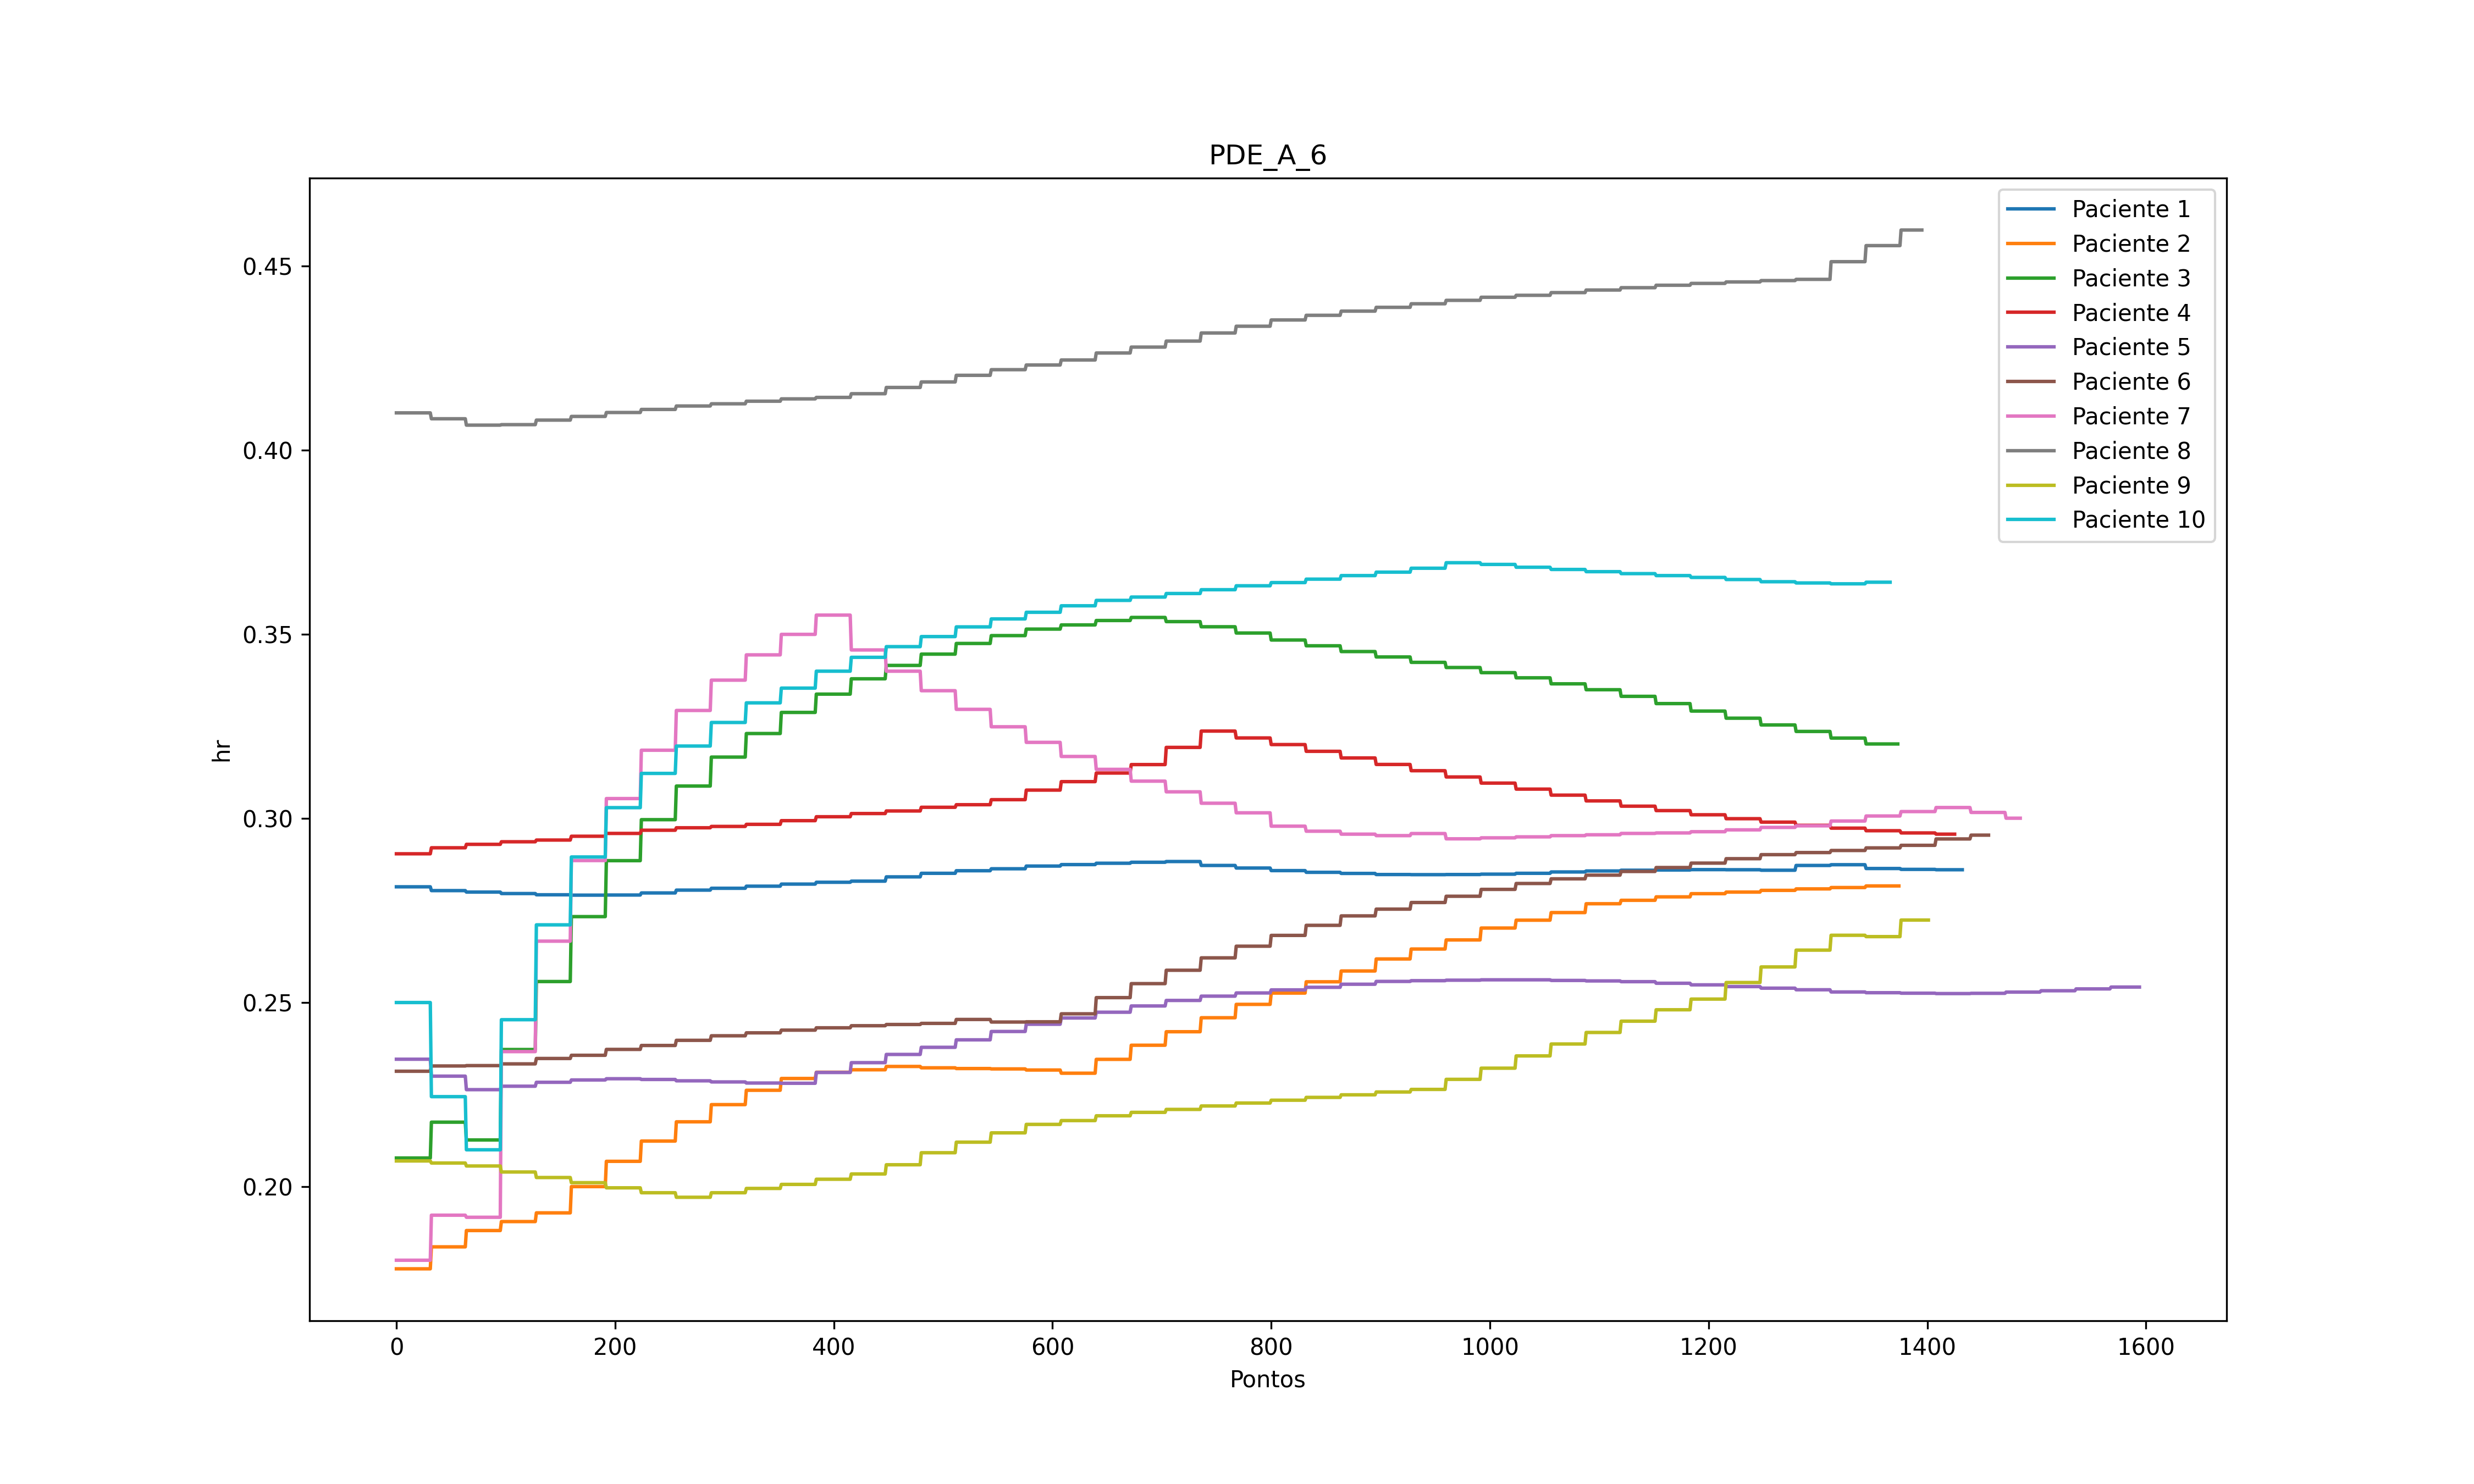 PDE_A_6
Paciente 1
Paciente 2
Paciente 3
Paciente 4
Paciente 5
Paciente 6
Paciente 7
Paciente 8
Paciente 9
Paciente 10
0.45
0.40
0.35
0.30
0.25
0.20
hr
0 200 400 600 800 1000 1200 1400 1600
Pontos